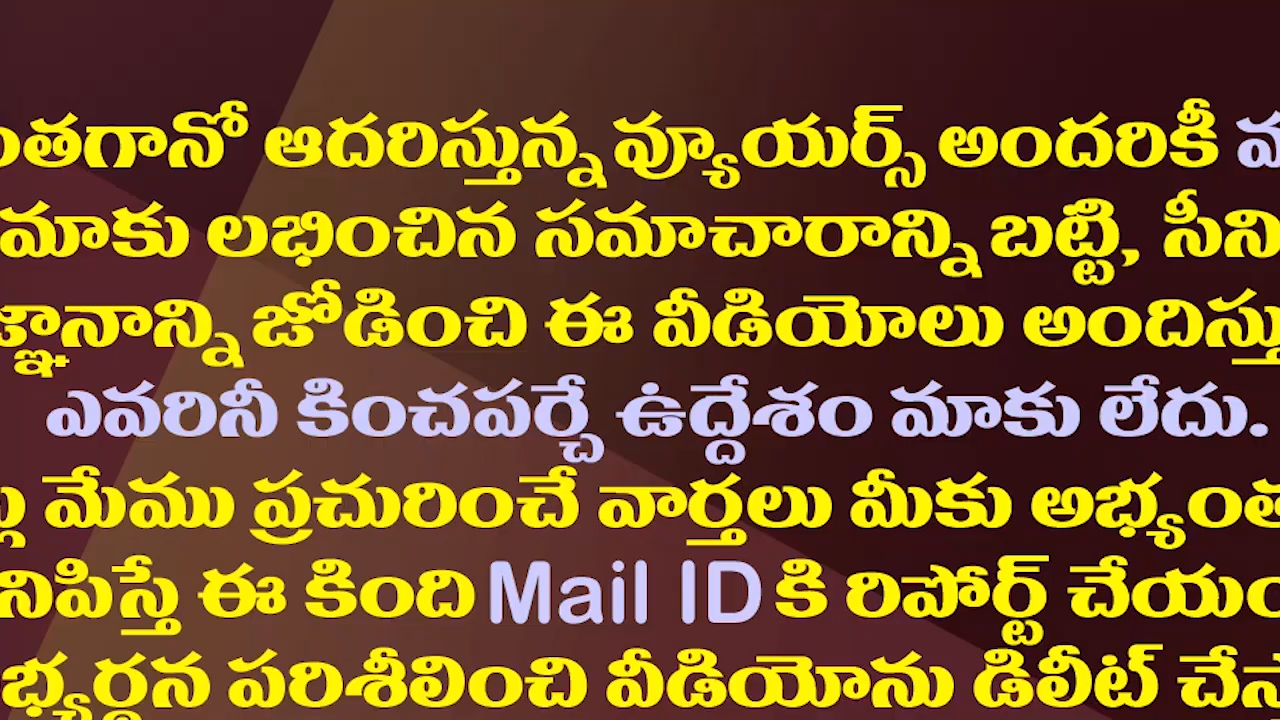 ంతగానో ఆదరిస్తున్న వ్యూయర్స్ అందరికీ
మాకు లభించిన సమాచారాన్ని బట్టి, సీని
జ్ఞానాన్ని జోడించి ఈ వీడియోలు అందిస్తు
ఎవరినీ కించపర్చే ఉద్దేశం మాకు లేదు.
మేము ప్రచురించే వార్తలు మీకు అభ్యంత
నిపిస్తే ఈ కింది Mail ID కి రిపోర్ట్ చేయం
భ్యర్థన పరిశీలించి వీడియోను డిలీట్ చేస